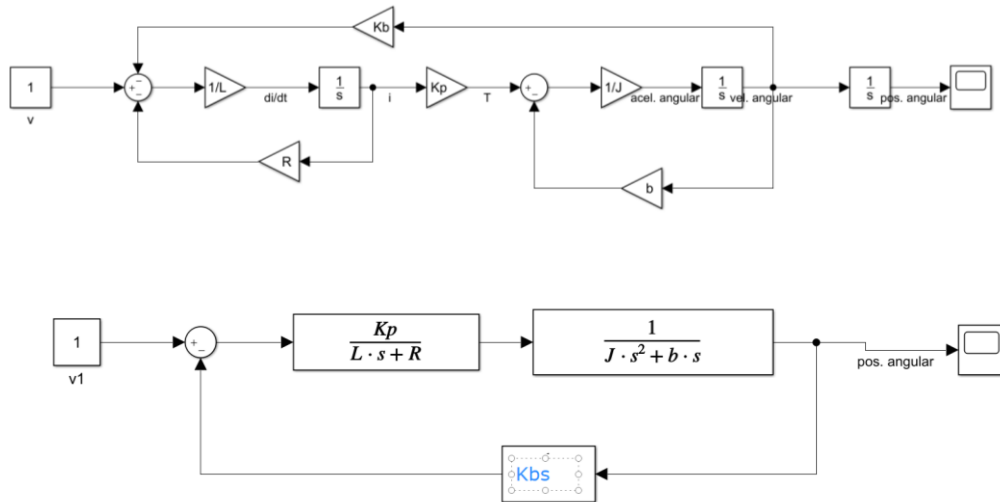 Kb
1
v
1/L
di/dt
1
s
i
Kp
T
1/J
acel. angular
1
s
vel. angular
1
s
pos. angular
R
b
1
v1
Kp
L · s + R
1
J · s² + b · s
pos. angular
Kbs